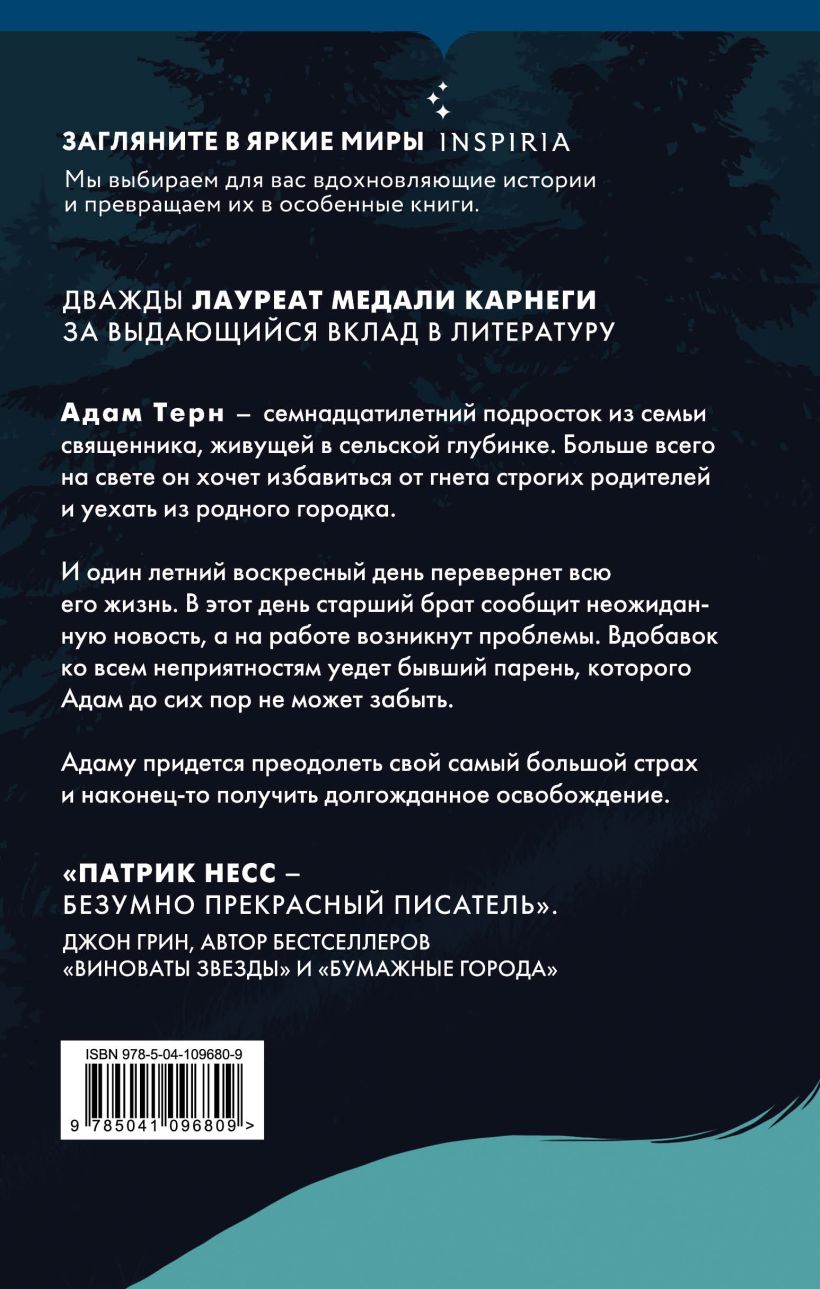 ЗАГЛЯНИТЕ В ЯРКИЕ МИРЫ INSPIRIA
Мы выбираем для вас вдохновляющие истории
и превращаем их в особенные книги.
ДВАЖДЫ ЛАУРЕАТ МЕДАЛИ КАРНЕГИ
ЗА ВЫДАЮЩИЙСЯ ВКЛАД В ЛИТЕРАТУРУ
Адам Терн – семнадцатилетний подросток из семьи
священника, живущей в сельской глубинке. Больше всего
на свете он хочет избавиться от гнета строгих родителей
и уехать из родного городка.
И один летний воскресный день перевернет всю
его жизнь. В этот день старший брат сообщит неожидан-
ную новость, а на работе возникнут проблемы. Вдобавок
ко всем неприятностям уедет бывший парень, которого
Адам до сих пор не может забыть.
Адаму придется преодолеть свой самый большой страх
и наконец-то получить долгожданное освобождение.
«ПАТРИК НЕСС –
БЕЗУМНО ПРЕКРАСНЫЙ ПИСАТЕЛЬ».
ДЖОН ГРИН, АВТОР БЕСТСЕЛЛЕРОВ
«ВИНОВАТЫ ЗВЕЗДЫ» И «БУМАЖНЫЕ ГОРОДА»
ISBN 978-5-04-109680-9
9 785041 096809 >